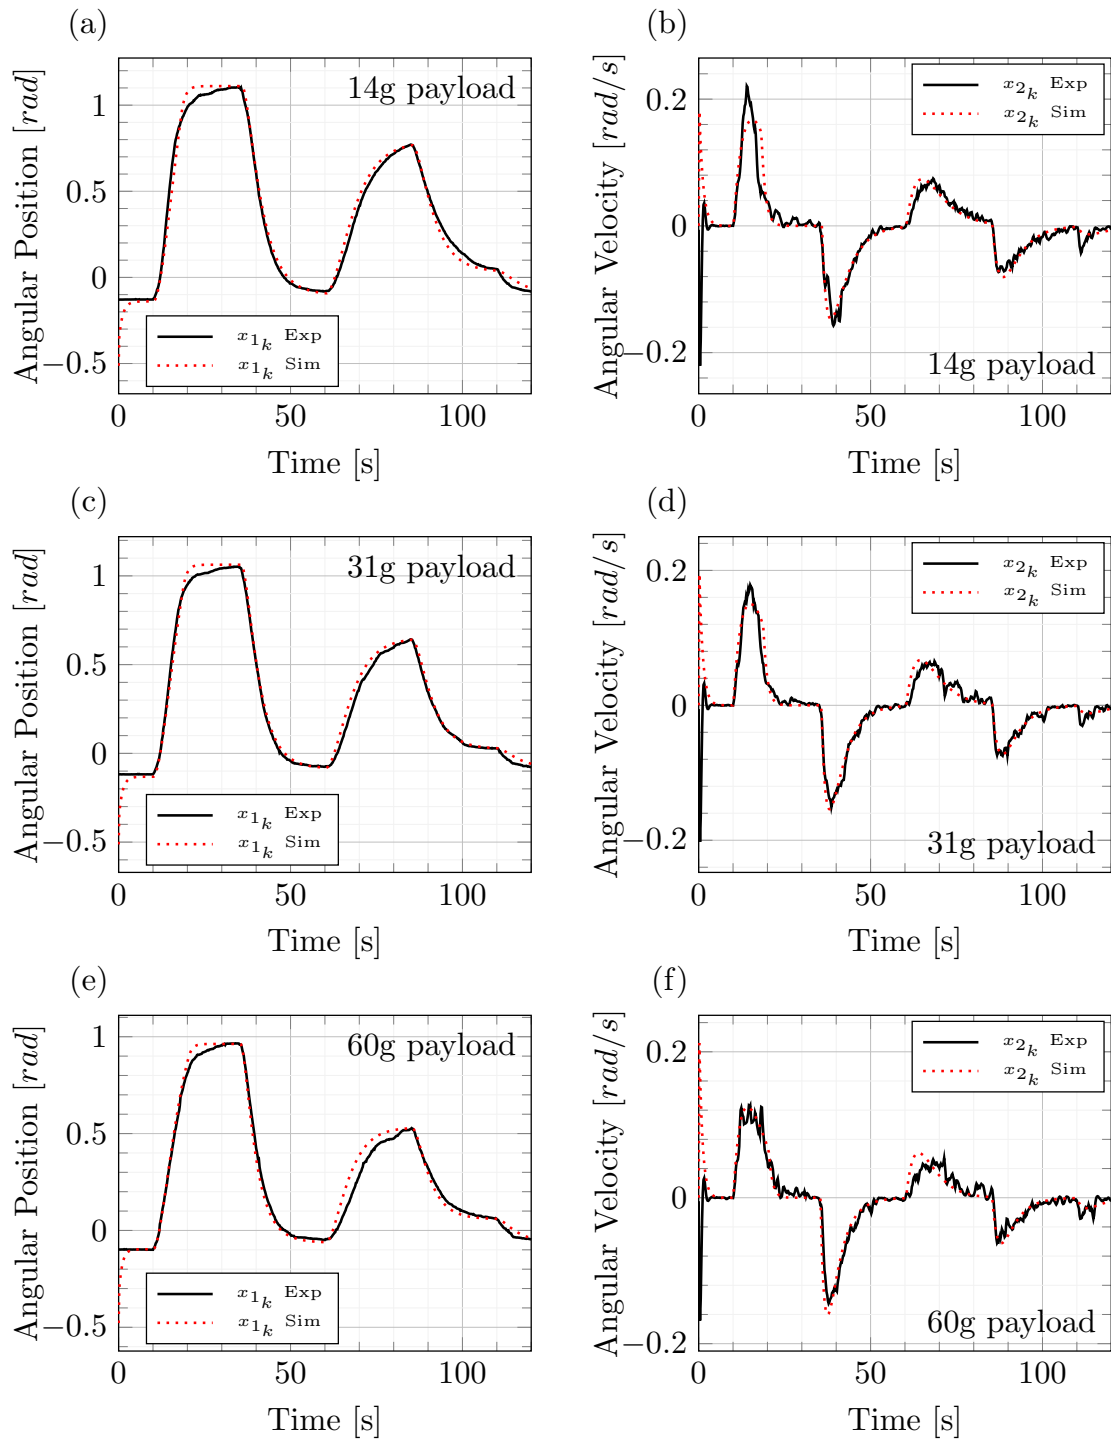 (a)
Angular Position [rad]
1
0.5
0
−0.5
14g payload
x1k Exp
x1k Sim
0 50 100
Time [s]
(b)
Angular Velocity [rad/s]
0.2
0
−0.2
x2k Exp
x2k Sim
14g payload
0 50 100
Time [s]
(c)
Angular Position [rad]
1
0.5
0
−0.5
31g payload
x1k Exp
x1k Sim
0 50 100
Time [s]
(d)
Angular Velocity [rad/s]
0.2
0
−0.2
x2k Exp
x2k Sim
31g payload
0 50 100
Time [s]
(e)
Angular Position [rad]
1
0.5
0
−0.5
60g payload
x1k Exp
x1k Sim
0 50 100
Time [s]
(f)
Angular Velocity [rad/s]
0.2
0
−0.2
x2k Exp
x2k Sim
60g payload
0 50 100
Time [s]